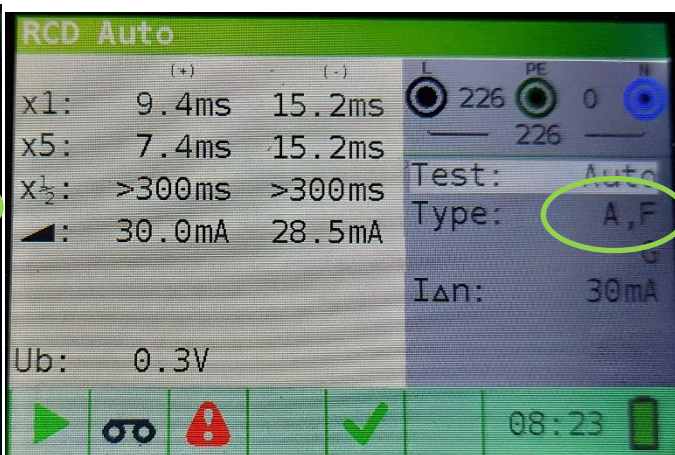 RCD Auto
(+) (-)
x1: 9.4ms 15.2ms
x5: 7.4ms 15.2ms
x½: >300ms >300ms
◢: 30.0mA 28.5mA
Ub: 0.3V
L PE N
226 0
226
Test: Auto
Type: A,F
G
I∆n: 30mA
08:23